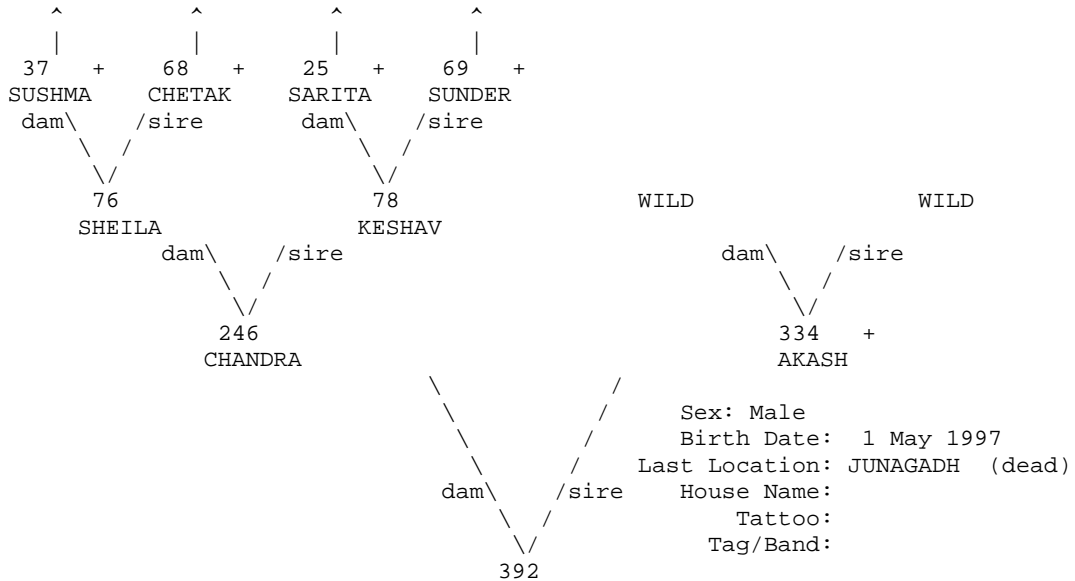 ^ ^ ^ ^
| | | |
37 + 68 + 25 + 69 +
SUSHMA CHETAK SARITA SUNDER
dam\ /sire dam\ /sire
\ / \ /
\/ \/
76 78 WILD WILD
SHEILA KESHAV
dam\ /sire dam\ /sire
\ / \ /
\/ \/
246 334 +
CHANDRA AKASH
\ /
\ / Sex: Male
\ / Birth Date: 1 May 1997
\ / Last Location: JUNAGADH (dead)
dam\ /sire House Name:
\ / Tattoo:
\/ Tag/Band:
392